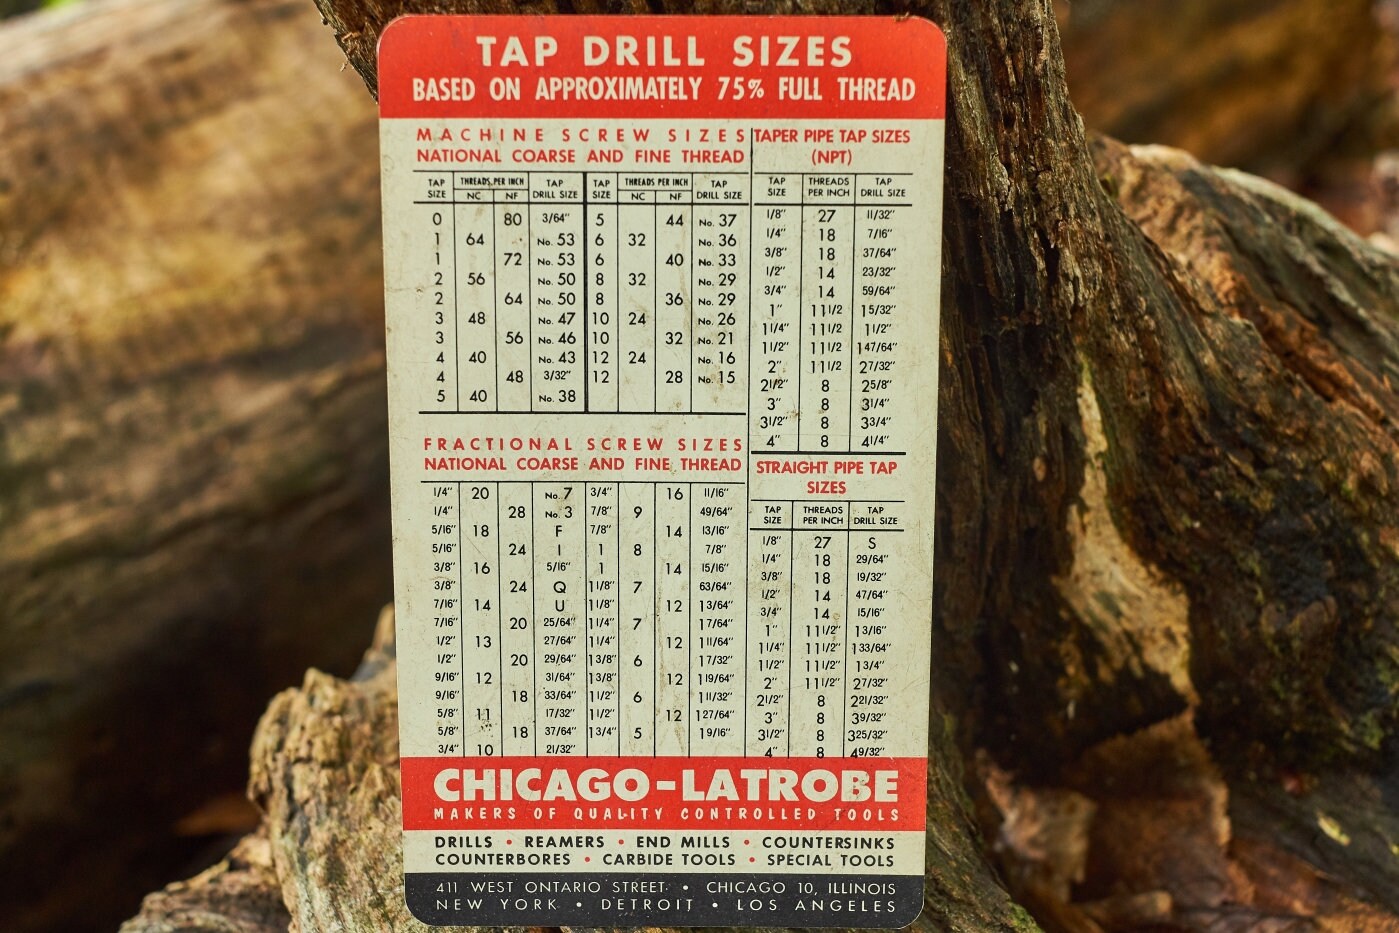 TAP DRILL SIZES
BASED ON APPROXIMATELY 75% FULL THREAD
MACHINE SCREW SIZES
NATIONAL COARSE AND FINE THREAD
TAP SIZE THREADS PER INCH TAP DRILL SIZE TAP SIZE THREADS PER INCH TAP DRILL SIZE
NC NF NC NF
0 80 3/64" 5 44 No. 37
1 64 No. 53 6 32 No. 36
1 72 No. 53 6 40 No. 33
2 56 No. 50 8 32 No. 29
2 64 No. 50 8 36 No. 29
3 48 No. 47 10 24 No. 26
3 56 No. 46 10 32 No. 21
4 40 No. 43 12 24 No. 16
4 48 3/32" 12 28 No. 15
5 40 No. 38
FRACTIONAL SCREW SIZES
NATIONAL COARSE AND FINE THREAD
1/4" 20 No. 7 3/4" 16 11/16"
1/4" 28 No. 3 7/8" 9 49/64"
5/16" 18 F 7/8" 14 13/16"
5/16" 24 I 1 8 7/8"
3/8" 16 5/16" 1 14 15/16"
3/8" 24 Q 1 1/8" 7 63/64"
7/16" 14 U 1 1/8" 12 1 3/64"
7/16" 20 25/64" 1 1/4" 7 1 7/64"
1/2" 13 27/64" 1 1/4" 12 1 11/64"
1/2" 20 29/64" 1 3/8" 6 1 7/32"
9/16" 12 31/64" 1 3/8" 12 1 19/64"
9/16" 18 33/64" 1 1/2" 6 1 11/32"
5/8" 11 17/32" 1 1/2" 12 1 27/64"
5/8" 18 37/64" 1 3/4" 5 1 9/16"
3/4" 10 21/32"
TAPER PIPE TAP SIZES
(NPT)
TAP SIZE THREADS PER INCH TAP DRILL SIZE
1/8" 27 11/32"
1/4" 18 7/16"
3/8" 18 37/64"
1/2" 14 23/32"
3/4" 14 59/64"
1" 11 1/2 1 5/32"
1 1/4" 11 1/2 1 1/2"
1 1/2" 11 1/2 1 47/64"
2" 11 1/2 2 7/32"
2 1/2" 8 2 5/8"
3" 8 3 1/4"
3 1/2" 8 3 3/4"
4" 8 4 1/4"
STRAIGHT PIPE TAP
SIZES
TAP SIZE THREADS PER INCH TAP DRILL SIZE
1/8" 27 S
1/4" 18 29/64"
3/8" 18 19/32"
1/2" 14 47/64"
3/4" 14 15/16"
1" 11 1/2" 1 3/16"
1 1/4" 11 1/2" 1 33/64"
1 1/2" 11 1/2" 1 3/4"
2" 11 1/2" 2 7/32"
2 1/2" 8 2 21/32"
3" 8 3 9/32"
3 1/2" 8 3 25/32"
4" 8 4 9/32"
CHICAGO-LATROBE
MAKERS OF QUALITY CONTROLLED TOOLS
DRILLS • REAMERS • END MILLS • COUNTERSINKS
COUNTERBORES • CARBIDE TOOLS • SPECIAL TOOLS
411 WEST ONTARIO STREET • CHICAGO 10, ILLINOIS
NEW YORK • DETROIT • LOS ANGELES